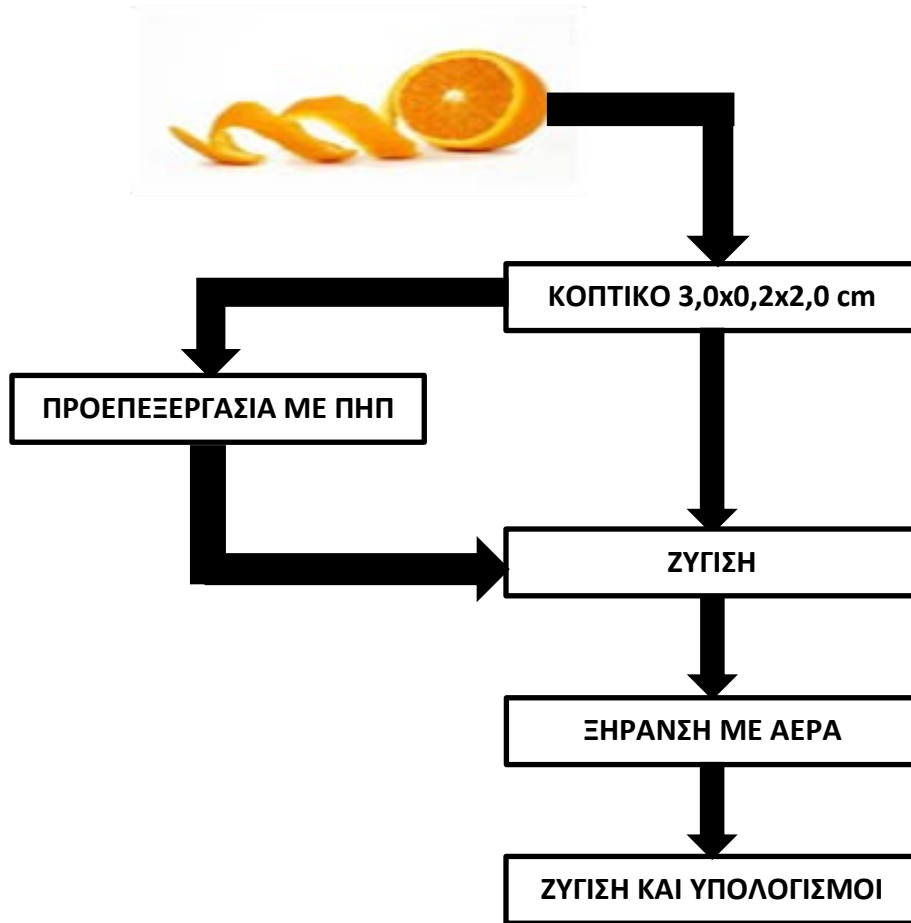 ΚΟΠΤΙΚΟ 3,0x0,2x2,0 cm
ΠΡΟΕΠΕΞΕΡΓΑΣΙΑ ΜΕ ΠΗΠ
ΖΥΓΙΣΗ
ΞΗΡΑΝΣΗ ΜΕ ΑΕΡΑ
ΖΥΓΙΣΗ ΚΑΙ ΥΠΟΛΟΓΙΣΜΟΙ